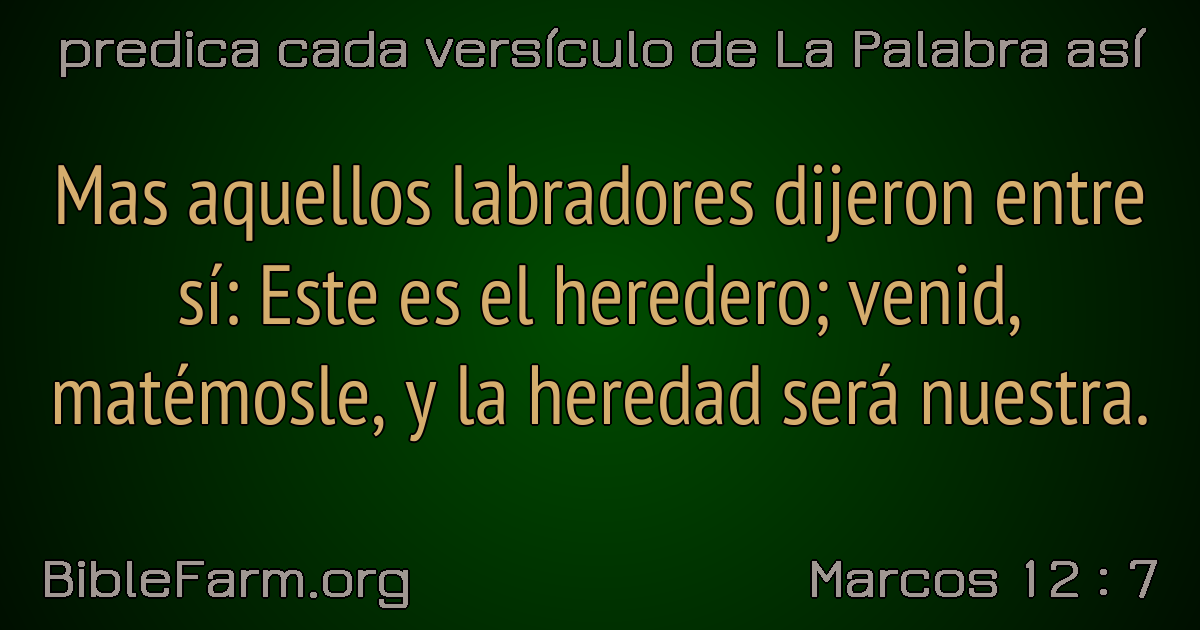 predica cada versículo de La Palabra así
Mas aquellos labradores dijeron entre
sí: Este es el heredero; venid,
matémosle, y la heredad será nuestra.
BibleFarm.org
Marcos 12 : 7